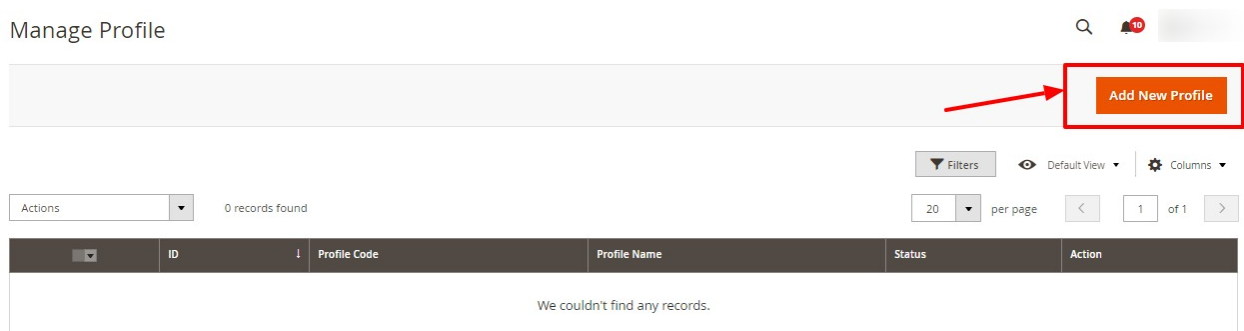 Manage Profile
10
Add New Profile
Filters
Default View
Columns
Actions
0 records found
20
per page
1
of 1
ID
Profile Code
Profile Name
Status
Action
We couldn't find any records.